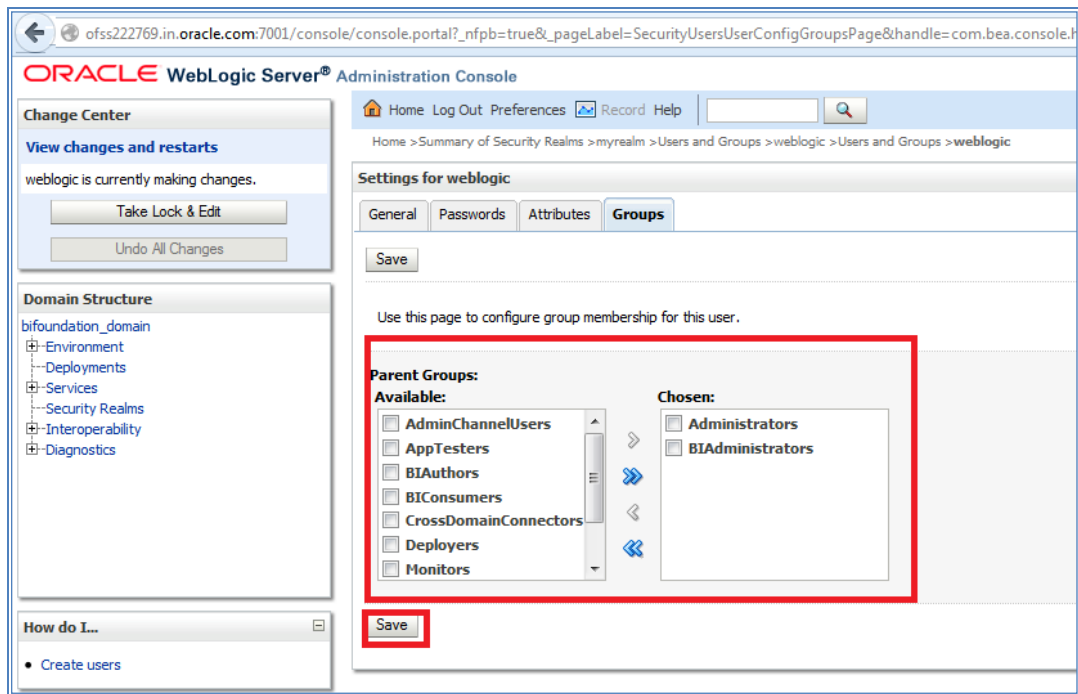 ofss222769.in.oracle.com:7001/console/console.portal?_nfpb=true&_pageLabel=SecurityUsersUserConfigGroupsPage&handle=com.bea.console.h
ORACLE WebLogic Server® Administration Console
Change Center
View changes and restarts
weblogic is currently making changes.
Take Lock & Edit
Undo All Changes
Domain Structure
bifoundation_domain
Environment
Deployments
Services
Security Realms
Interoperability
Diagnostics
How do I...
Create users
Home Log Out Preferences Record Help
Home >Summary of Security Realms >myrealm >Users and Groups >weblogic >Users and Groups >weblogic
Settings for weblogic
General Passwords Attributes Groups
Save
Use this page to configure group membership for this user.
Parent Groups:
Available:
AdminChannelUsers
AppTesters
BIAuthors
BIConsumers
CrossDomainConnectors
Deployers
Monitors
Chosen:
Administrators
BIAdministrators
Save